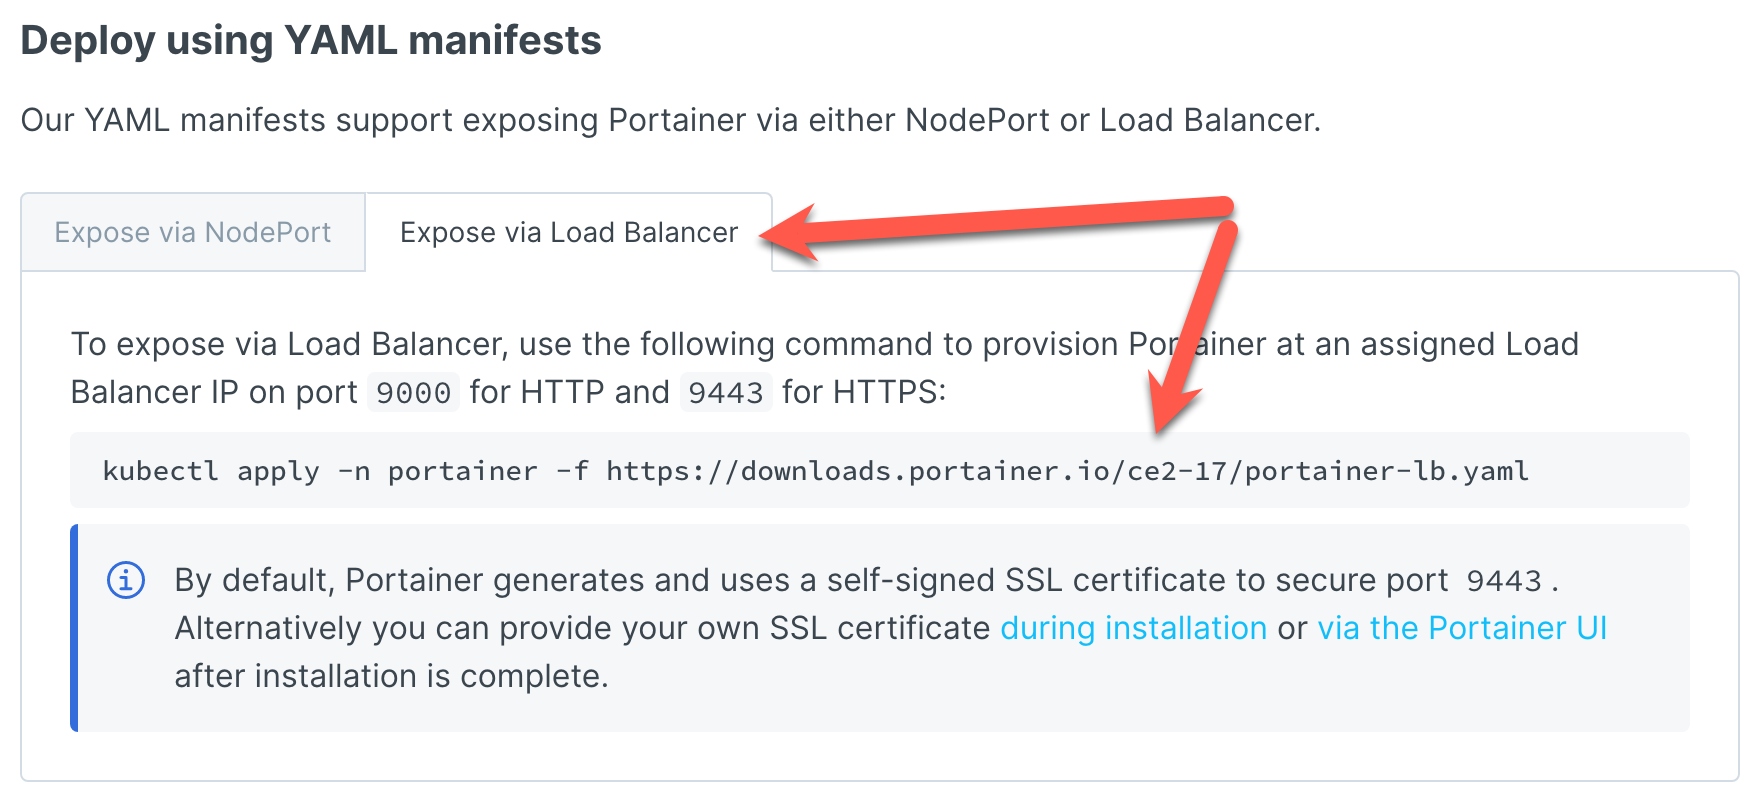 Deploy using YAML manifests
Our YAML manifests support exposing Portainer via either NodePort or Load Balancer.
Expose via NodePort
Expose via Load Balancer
To expose via Load Balancer, use the following command to provision Portainer at an assigned Load
Balancer IP on port 9000 for HTTP and 9443 for HTTPS:
kubectl apply -n portainer -f https://downloads.portainer.io/ce2-17/portainer-lb.yaml
By default, Portainer generates and uses a self-signed SSL certificate to secure port 9443.
Alternatively you can provide your own SSL certificate during installation or via the Portainer UI
after installation is complete.